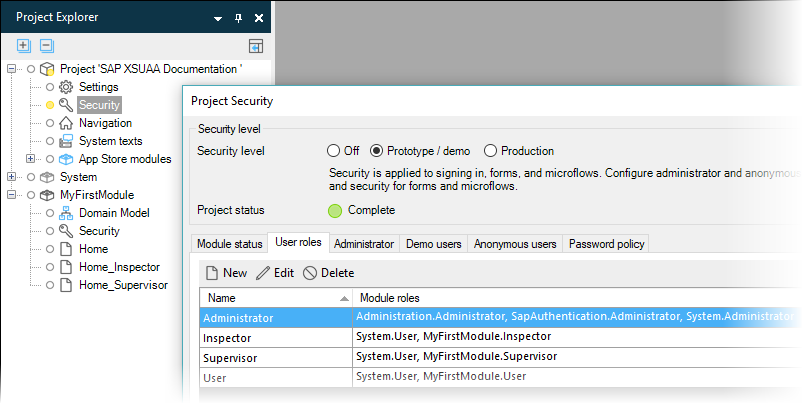 Project Explorer
Project 'SAP XSUAA Documentation '
Settings
Security
Navigation
System texts
App Store modules
System
MyFirstModule
Domain Model
Security
Home
Home_Inspector
Home_Supervisor
Project Security
Security level
Security level Off Prototype / demo Production
Security is applied to signing in, forms, and microflows. Configure administrator and anonymous
and security for forms and microflows.
Project status Complete
Module status User roles Administrator Demo users Anonymous users Password policy
New Edit Delete
Name Module roles
Administrator Administration.Administrator, SapAuthentication.Administrator, System.Administrator
Inspector System.User, MyFirstModule.Inspector
Supervisor System.User, MyFirstModule.Supervisor
User System.User, MyFirstModule.User